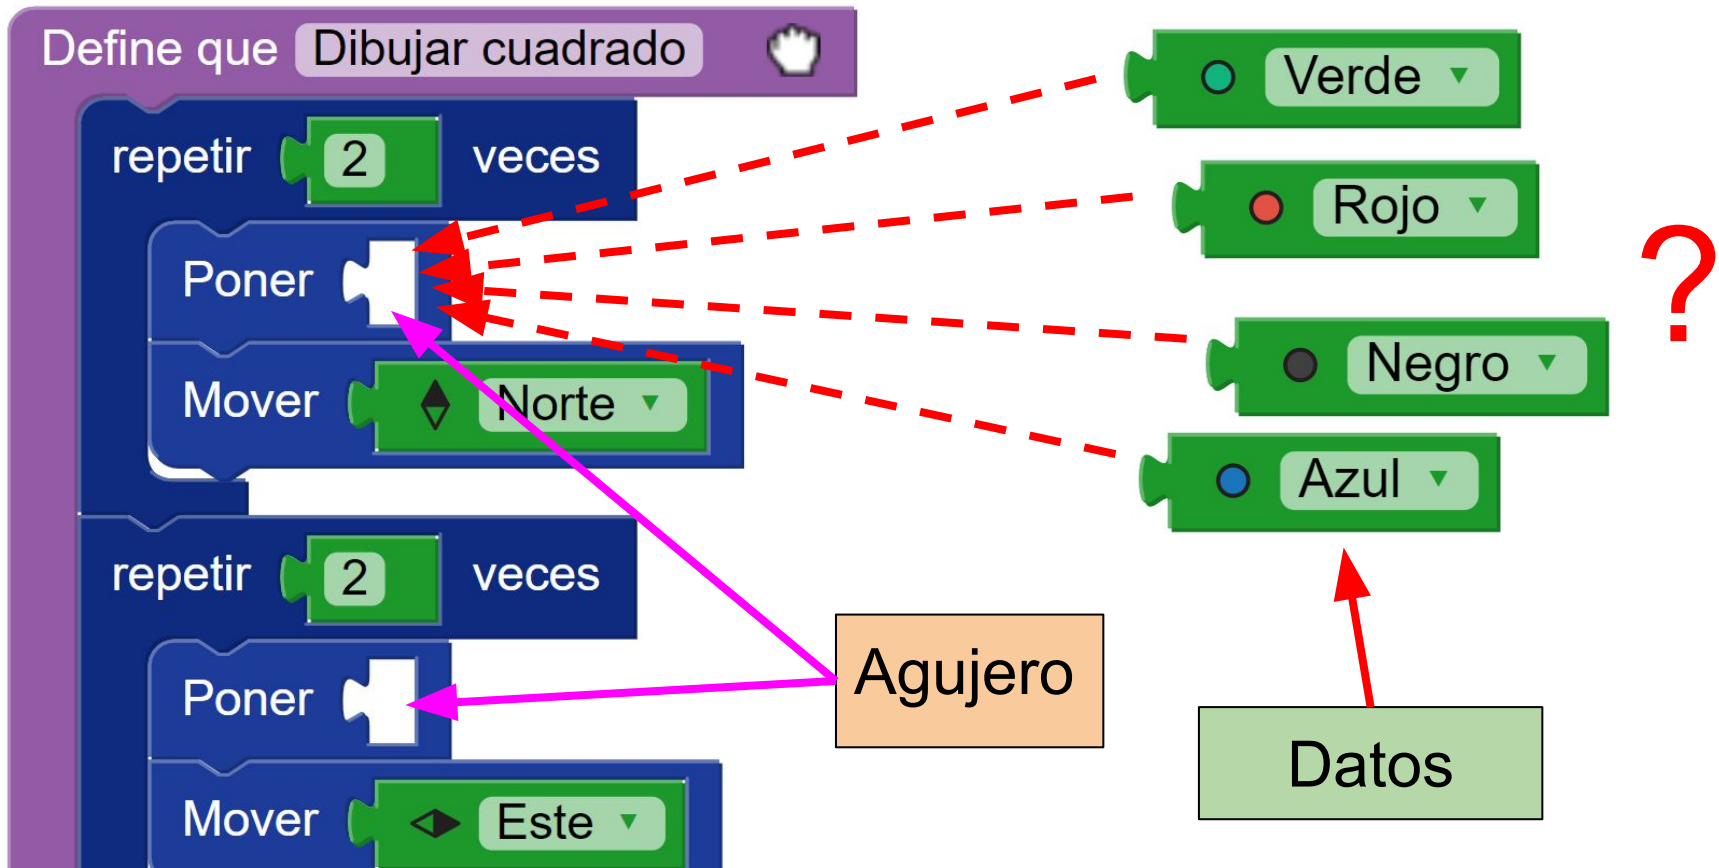 Define que Dibujar cuadrado
repetir 2 veces
Poner
Mover Norte
repetir 2 veces
Poner
Mover Este
Verde
Rojo
Negro
Azul
?
Agujero
Datos